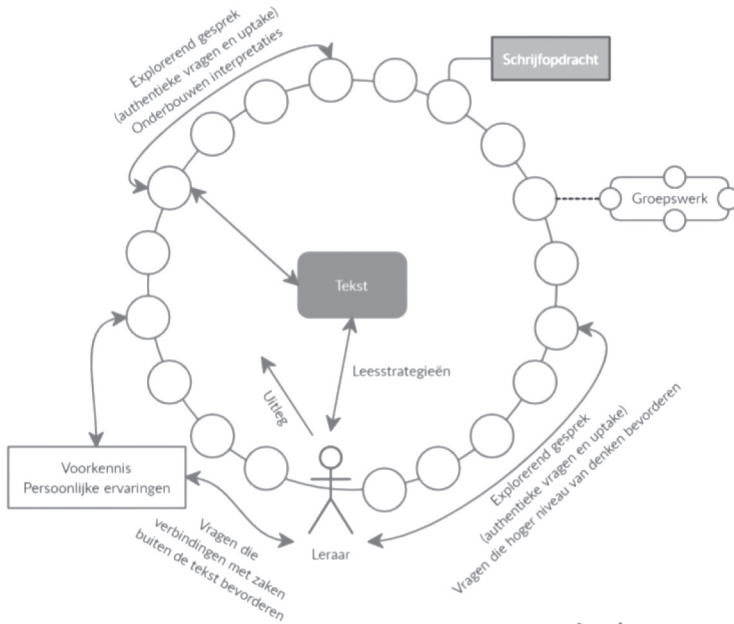 Explorerend gesprek
(authentieke vragen en uptake)
Onderbouwen interpretaties
Schrijfopdracht
Groepswerk
Tekst
Leesstrategieën
Uitleg
Voorkennis
Persoonlijke ervaringen
Vragen die
verbindingen met zaken
buiten de tekst bevorderen
Leraar
Explorerend gesprek
(authentieke vragen en uptake)
Vragen die hoger niveau van denken bevorderen